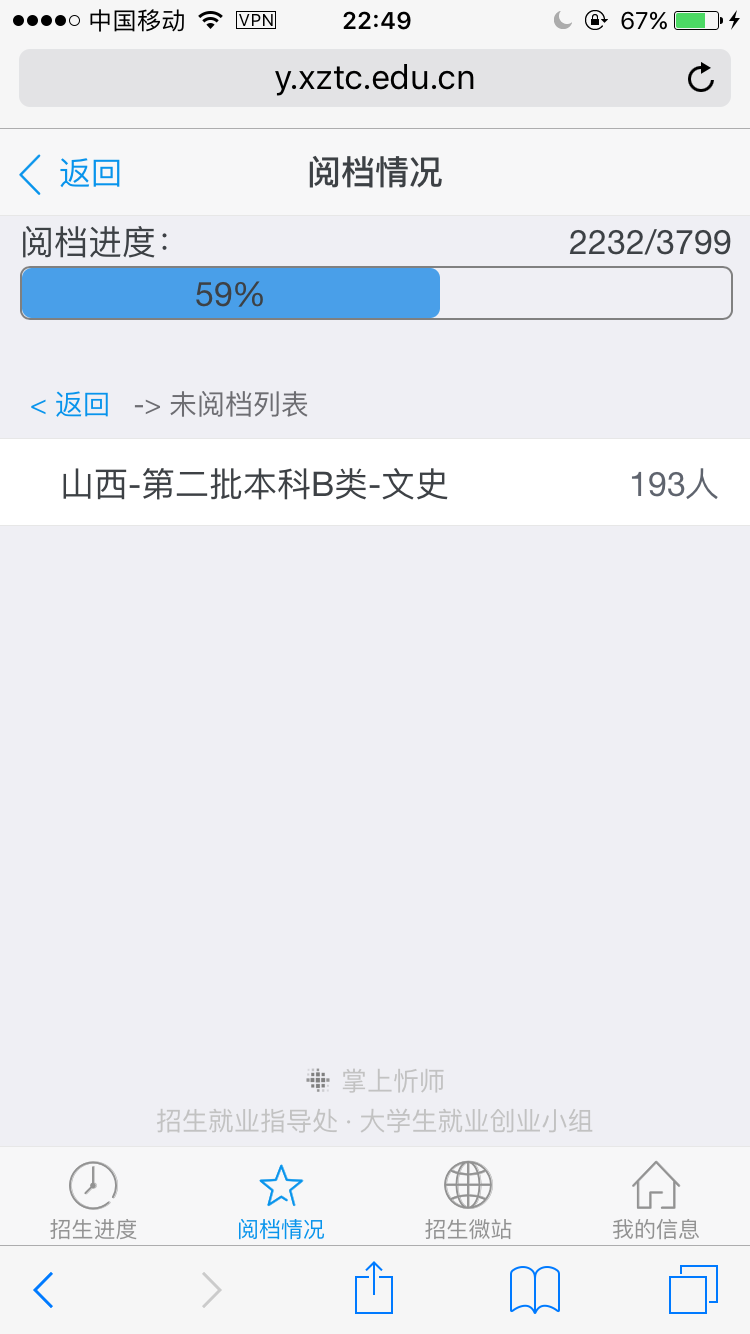 中国移动 VPN 22:49 67%
y.xztc.edu.cn
返回 阅档情况
阅档进度: 2232/3799
59%
< 返回 -> 未阅档列表
山西-第二批本科B类-文史 193人
掌上忻师
招生就业指导处 · 大学生就业创业小组
招生进度 阅档情况 招生微站 我的信息